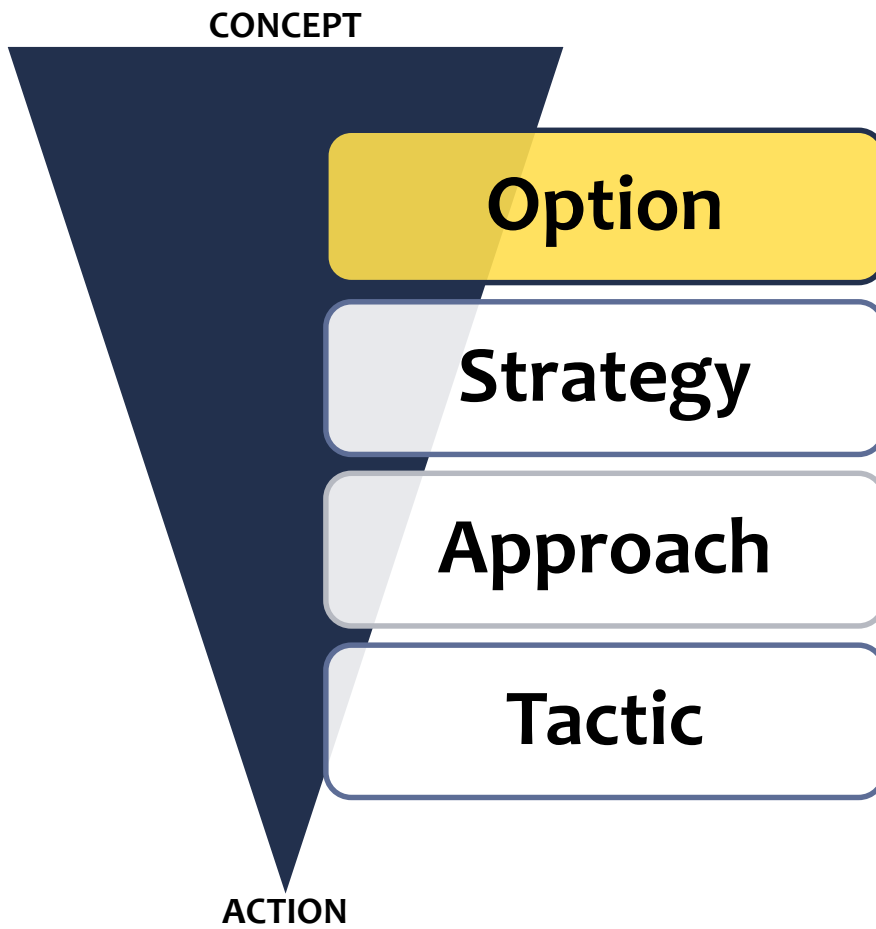 CONCEPT
Option
Strategy
Approach
Tactic
ACTION